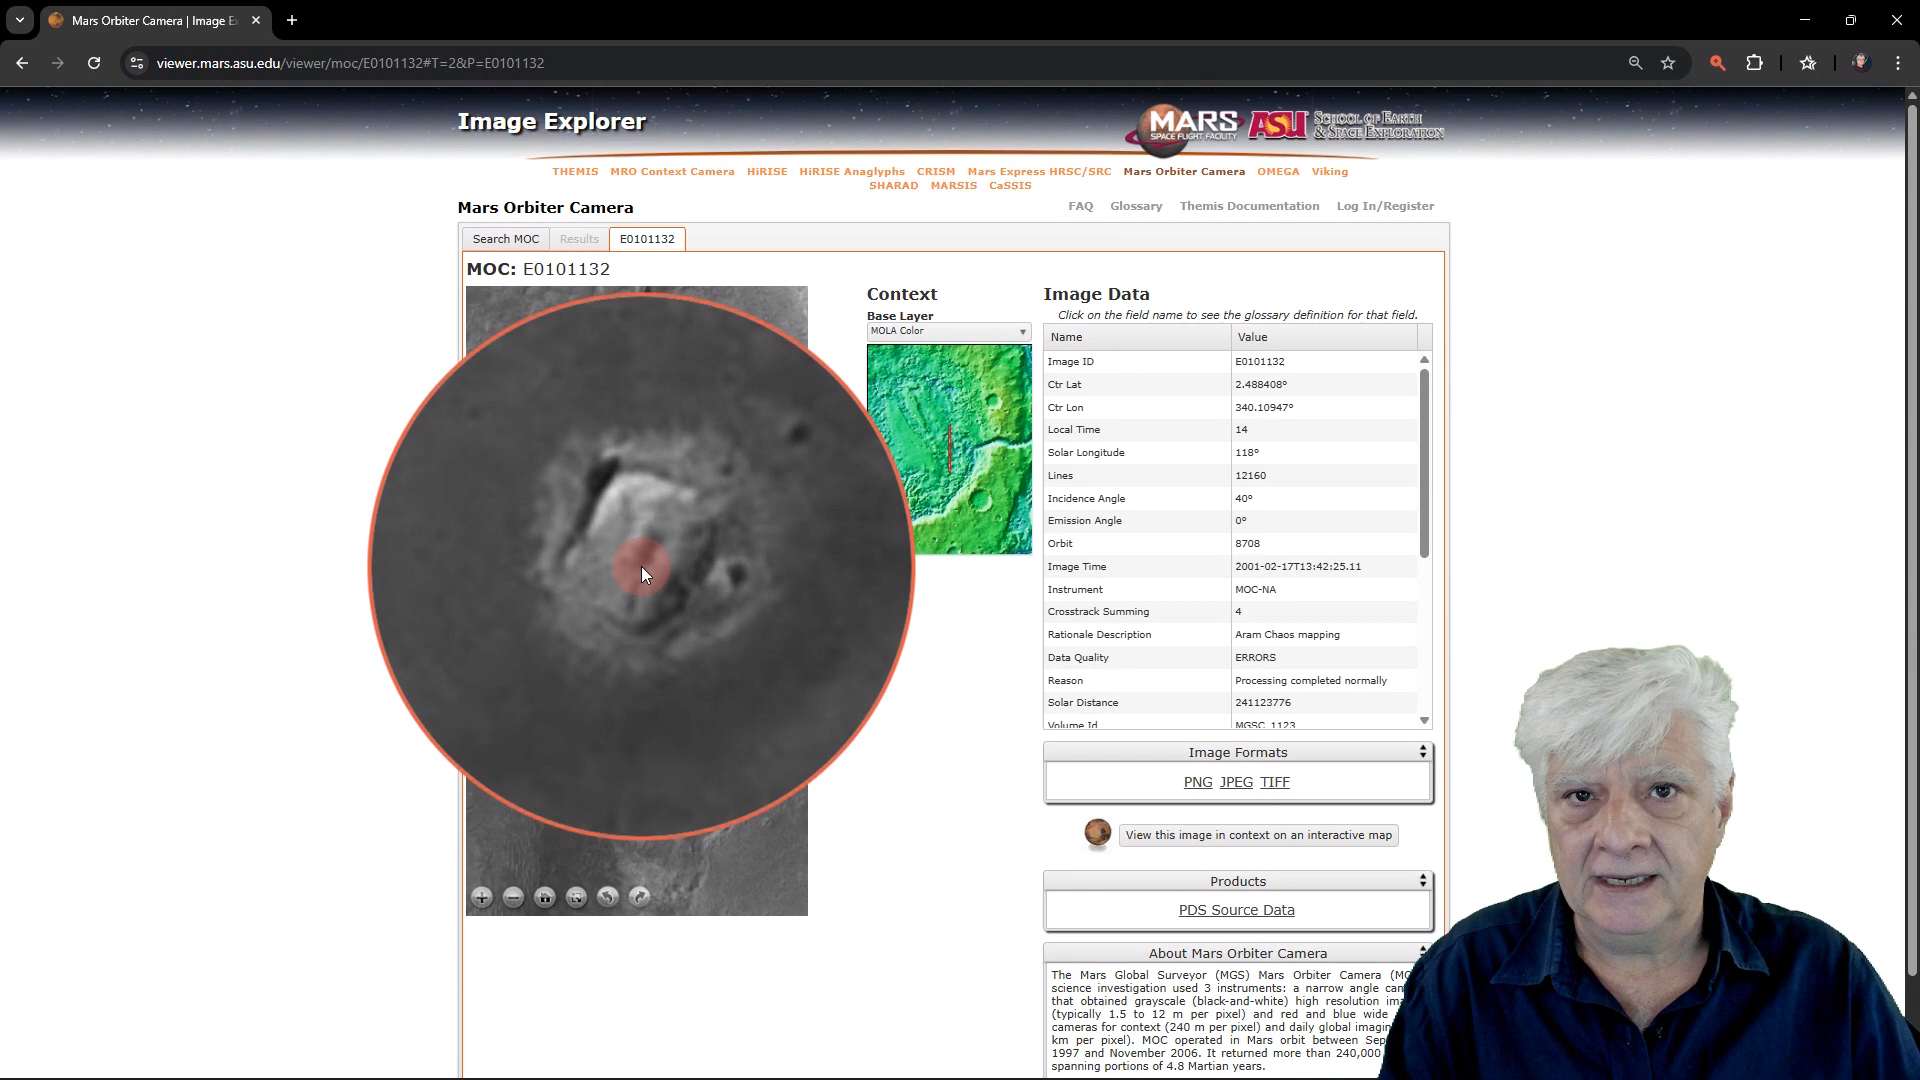 Mars Orbiter Camera | Image E
viewer.mars.asu.edu/viewer/moc/E0101132#T=2&P=E0101132
Image Explorer
MARS
SPACE FLIGHT FACILITY
ASU SCHOOL OF EARTH
& SPACE EXPLORATION
THEMIS MRO Context Camera HiRISE HiRISE Anaglyphs CRISM Mars Express HRSC/SRC Mars Orbiter Camera OMEGA Viking
SHARAD MARSIS CaSSIS
Mars Orbiter Camera
FAQ Glossary Themis Documentation Log In/Register
Search MOC Results E0101132
MOC: E0101132
Context
Base Layer
MOLA Color
Image Data
Click on the field name to see the glossary definition for that field.
Name Value
Image ID E0101132
Ctr Lat 2.488408°
Ctr Lon 340.10947°
Local Time 14
Solar Longitude 118°
Lines 12160
Incidence Angle 40°
Emission Angle 0°
Orbit 8708
Image Time 2001-02-17T13:42:25.11
Instrument MOC-NA
Crosstrack Summing 4
Rationale Description Aram Chaos mapping
Data Quality ERRORS
Reason Processing completed normally
Solar Distance 241123776
Volume Id MGSC_1123
Image Formats
PNG JPEG TIFF
View this image in context on an interactive map
Products
PDS Source Data
About Mars Orbiter Camera
The Mars Global Surveyor (MGS) Mars Orbiter Camera (MO
science investigation used 3 instruments: a narrow angle can
that obtained grayscale (black-and-white) high resolution ima
(typically 1.5 to 12 m per pixel) and red and blue wide
cameras for context (240 m per pixel) and daily global imagin
km per pixel). MOC operated in Mars orbit between Sep
1997 and November 2006. It returned more than 240,000
spanning portions of 4.8 Martian years.